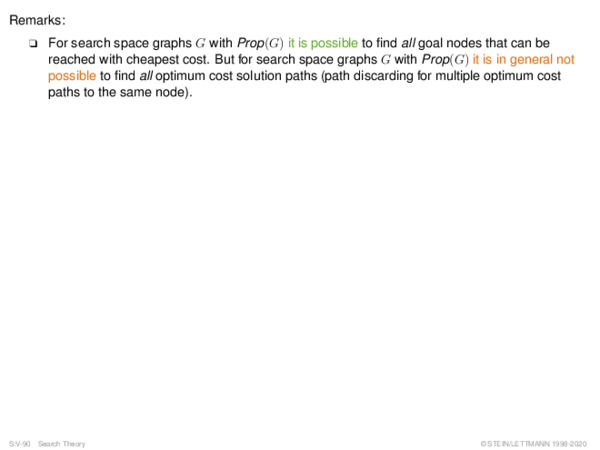 Remarks:
❏ For search space graphs G with Prop(G) it is possible to find all goal nodes that can be
reached with cheapest cost. But for search space graphs G with Prop(G) it is in general not
possible to find all optimum cost solution paths (path discarding for multiple optimum cost
paths to the same node).
S:V-90 Search Theory ©STEIN/LETTMANN 1998-2020